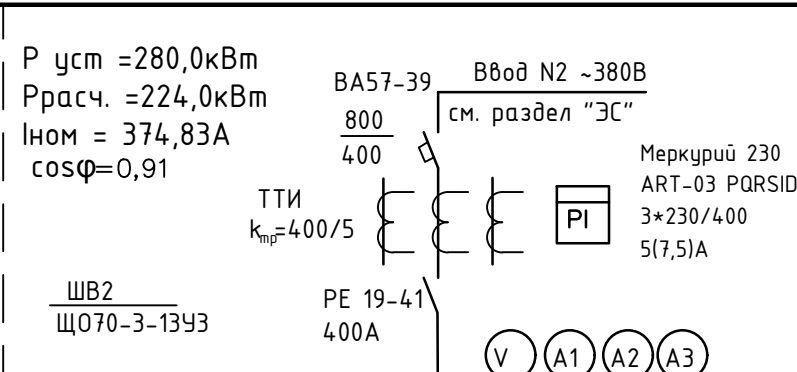 Р уст =280,0кВт
Ррасч. =224,0кВт
Iном = 374,83А
cosφ=0,91
ВА57-39
800
400
Ввод N2 ~380В
см. раздел "ЭС"
ТТИ
kтр=400/5
PI
Меркурий 230
ART-03 PQRSID
3*230/400
5(7,5)А
ШВ2
ЩО70-3-13У3
РЕ 19-41
400А
V
A1
A2
A3